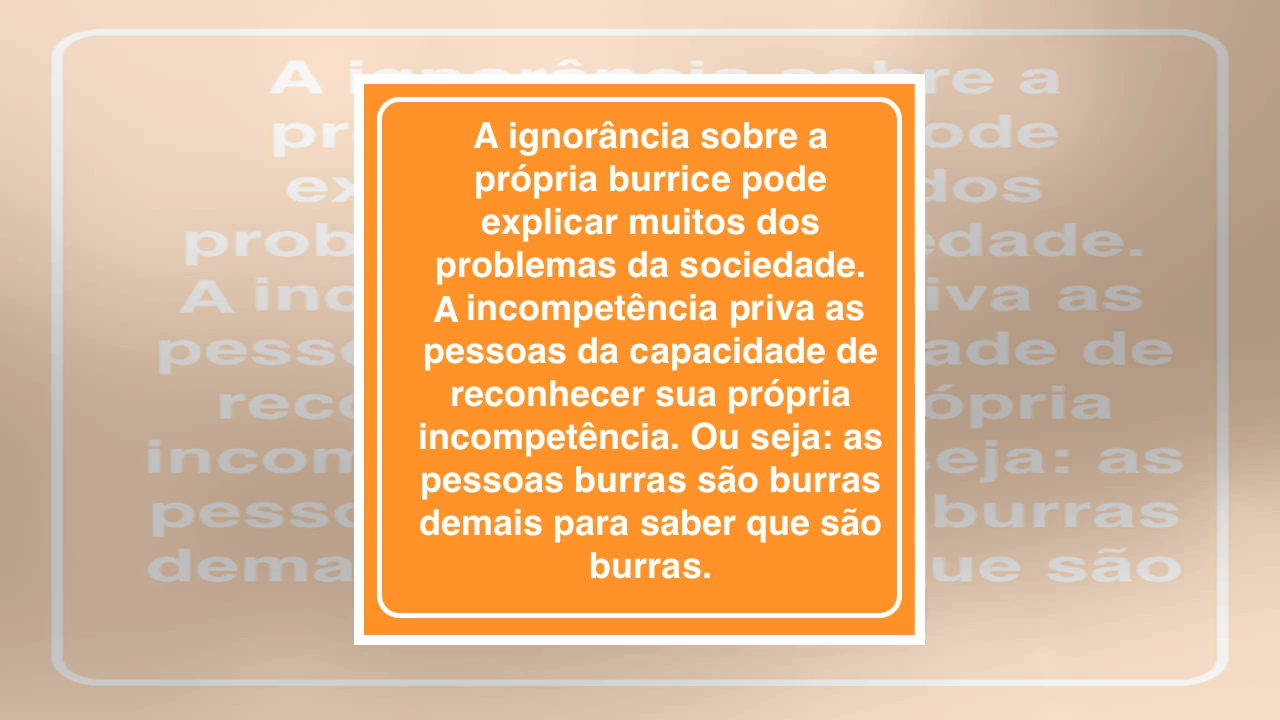 A ignorância sobre a
própria burrice pode
explicar muitos dos
problemas da sociedade.
A incompetência priva as
pessoas da capacidade de
reconhecer sua própria
incompetência. Ou seja: as
pessoas burras são burras
demais para saber que são
burras.